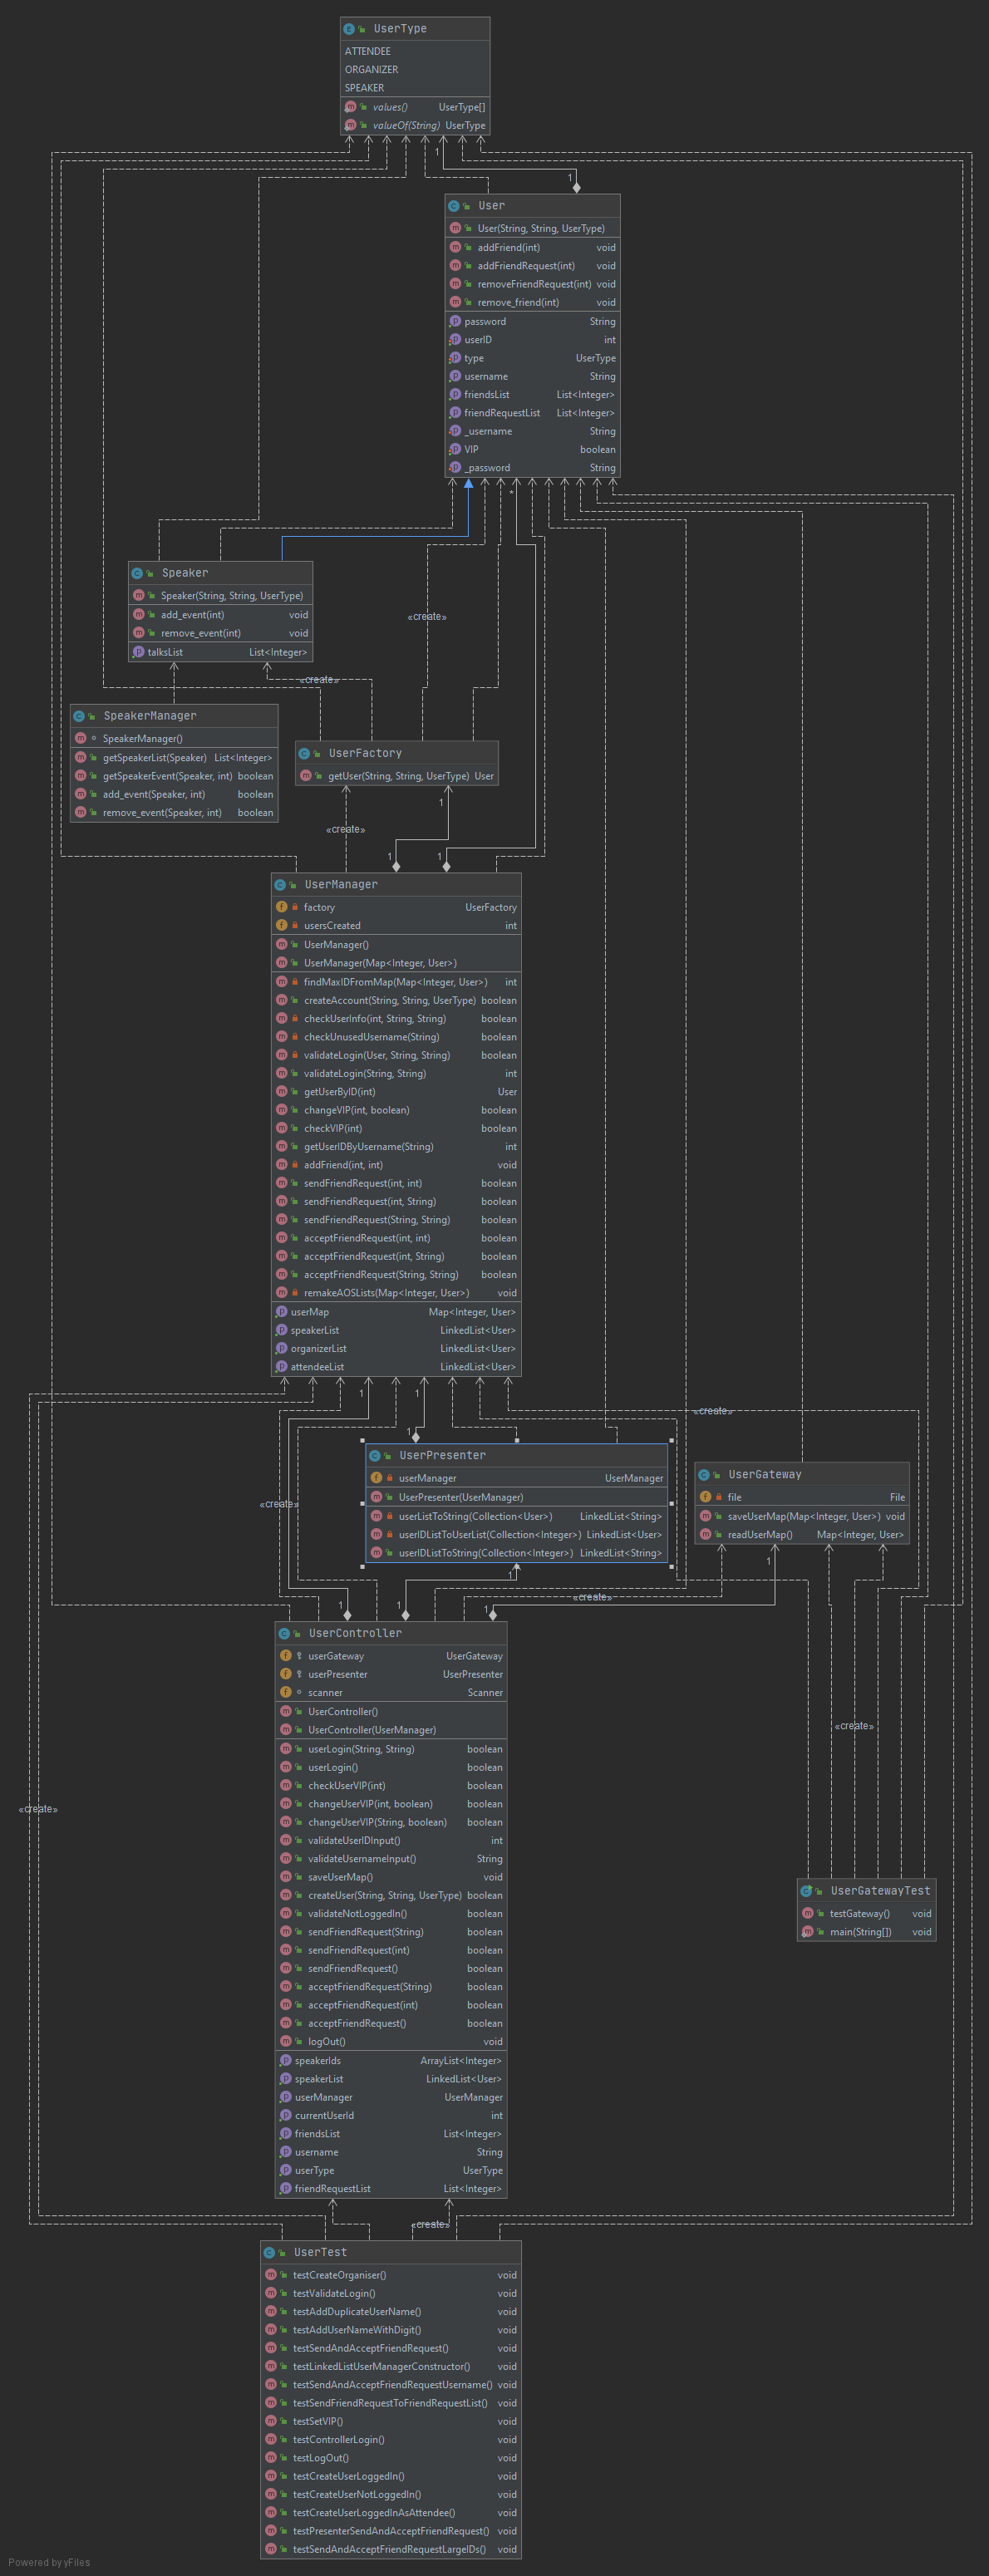 UserType
ATTENDEE
ORGANIZER
SPEAKER
values() UserType[]
valueOf(String) UserType
1
1
User
User(String, String, UserType)
addFriend(int) void
addFriendRequest(int) void
removeFriendRequest(int) void
remove_friend(int) void
password String
userID int
type UserType
username String
friendsList List<Integer>
friendRequestList List<Integer>
_username String
VIP boolean
_password String
*
Speaker
Speaker(String, String, UserType)
add_event(int) void
remove_event(int) void
talksList List<Integer>
«create»
«create»
SpeakerManager
SpeakerManager()
getSpeakerList(Speaker) List<Integer>
getSpeakerEvent(Speaker, int) boolean
add_event(Speaker, int) boolean
remove_event(Speaker, int) boolean
UserFactory
getUser(String, String, UserType) User
1
«create»
1 1
UserManager
factory UserFactory
usersCreated int
UserManager()
UserManager(Map<Integer, User>)
findMaxIDFromMap(Map<Integer, User>) int
createAccount(String, String, UserType) boolean
checkUserInfo(int, String, String) boolean
checkUnusedUsername(String) boolean
validateLogin(User, String, String) boolean
validateLogin(String, String) int
getUserByID(int) User
changeVIP(int, boolean) boolean
checkVIP(int) boolean
getUserIDByUsername(String) int
addFriend(int, int) void
sendFriendRequest(int, int) boolean
sendFriendRequest(int, String) boolean
sendFriendRequest(String, String) boolean
acceptFriendRequest(int, int) boolean
acceptFriendRequest(int, String) boolean
acceptFriendRequest(String, String) boolean
remakeAOSLists(Map<Integer, User>) void
userMap Map<Integer, User>
speakerList LinkedList<User>
organizerList LinkedList<User>
attendeeList LinkedList<User>
1 1
«create»
1
UserPresenter
userManager UserManager
UserPresenter(UserManager)
userListToString(Collection<User>) LinkedList<String>
userIDListToUserList(Collection<Integer>) LinkedList<User>
userIDListToString(Collection<Integer>) LinkedList<String>
«create»
UserGateway
file File
saveUserMap(Map<Integer, User>) void
readUserMap() Map<Integer, User>
1
1
«create»
1 1 1
UserController
userGateway UserGateway
userPresenter UserPresenter
scanner Scanner
UserController()
UserController(UserManager)
userLogin(String, String) boolean
userLogin() boolean
checkUserVIP(int) boolean
changeUserVIP(int, boolean) boolean
changeUserVIP(String, boolean) boolean
validateUserIDInput() int
validateUsernameInput() String
saveUserMap() void
createUser(String, String, UserType) boolean
validateNotLoggedIn() boolean
sendFriendRequest(String) boolean
sendFriendRequest(int) boolean
sendFriendRequest() boolean
acceptFriendRequest(String) boolean
acceptFriendRequest(int) boolean
acceptFriendRequest() boolean
logOut() void
speakerIds ArrayList<Integer>
speakerList LinkedList<User>
userManager UserManager
currentUserId int
friendsList List<Integer>
username String
userType UserType
friendRequestList List<Integer>
«create»
«create»
UserGatewayTest
testGateway() void
main(String[]) void
«create»
UserTest
testCreateOrganiser() void
testValidateLogin() void
testAddDuplicateUserName() void
testAddUserNameWithDigit() void
testSendAndAcceptFriendRequest() void
testLinkedListUserManagerConstructor() void
testSendAndAcceptFriendRequestUsername() void
testSendFriendRequestToFriendRequestList() void
testSetVIP() void
testControllerLogin() void
testLogOut() void
testCreateUserLoggedIn() void
testCreateUserNotLoggedIn() void
testCreateUserLoggedInAsAttendee() void
testPresenterSendAndAcceptFriendRequest() void
testSendAndAcceptFriendRequestLargeIDs() void
Powered by yFiles